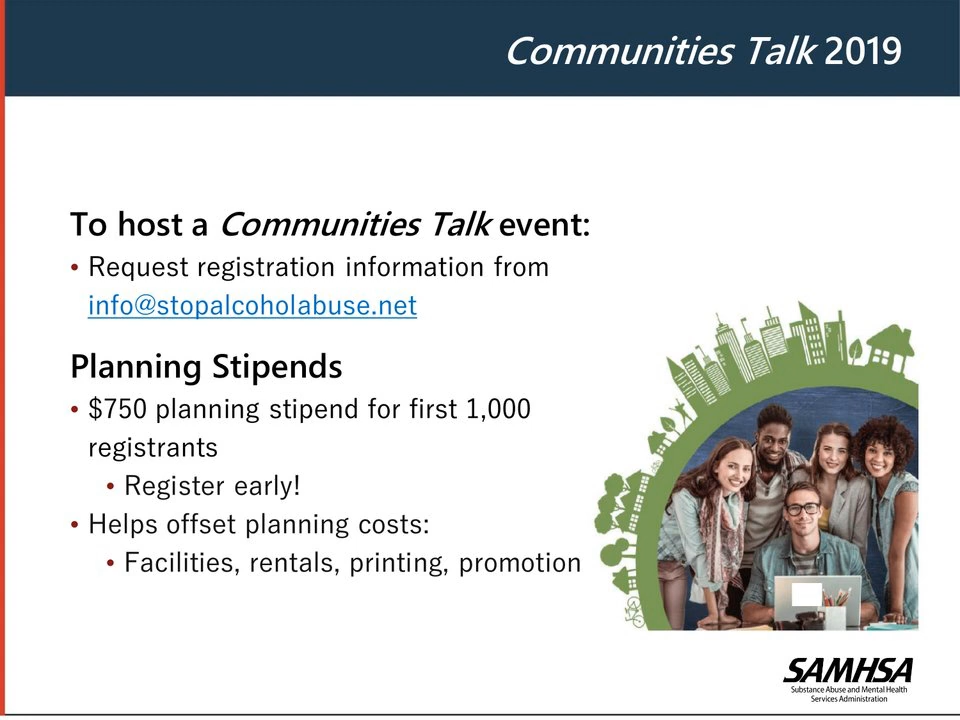 Communities Talk 2019
To host a Communities Talk event:
• Request registration information from
info@stopalcoholabuse.net
Planning Stipends
• $750 planning stipend for first 1,000
registrants
• Register early!
• Helps offset planning costs:
• Facilities, rentals, printing, promotion
SAMHSA
Substance Abuse and Mental Health
Services Administration